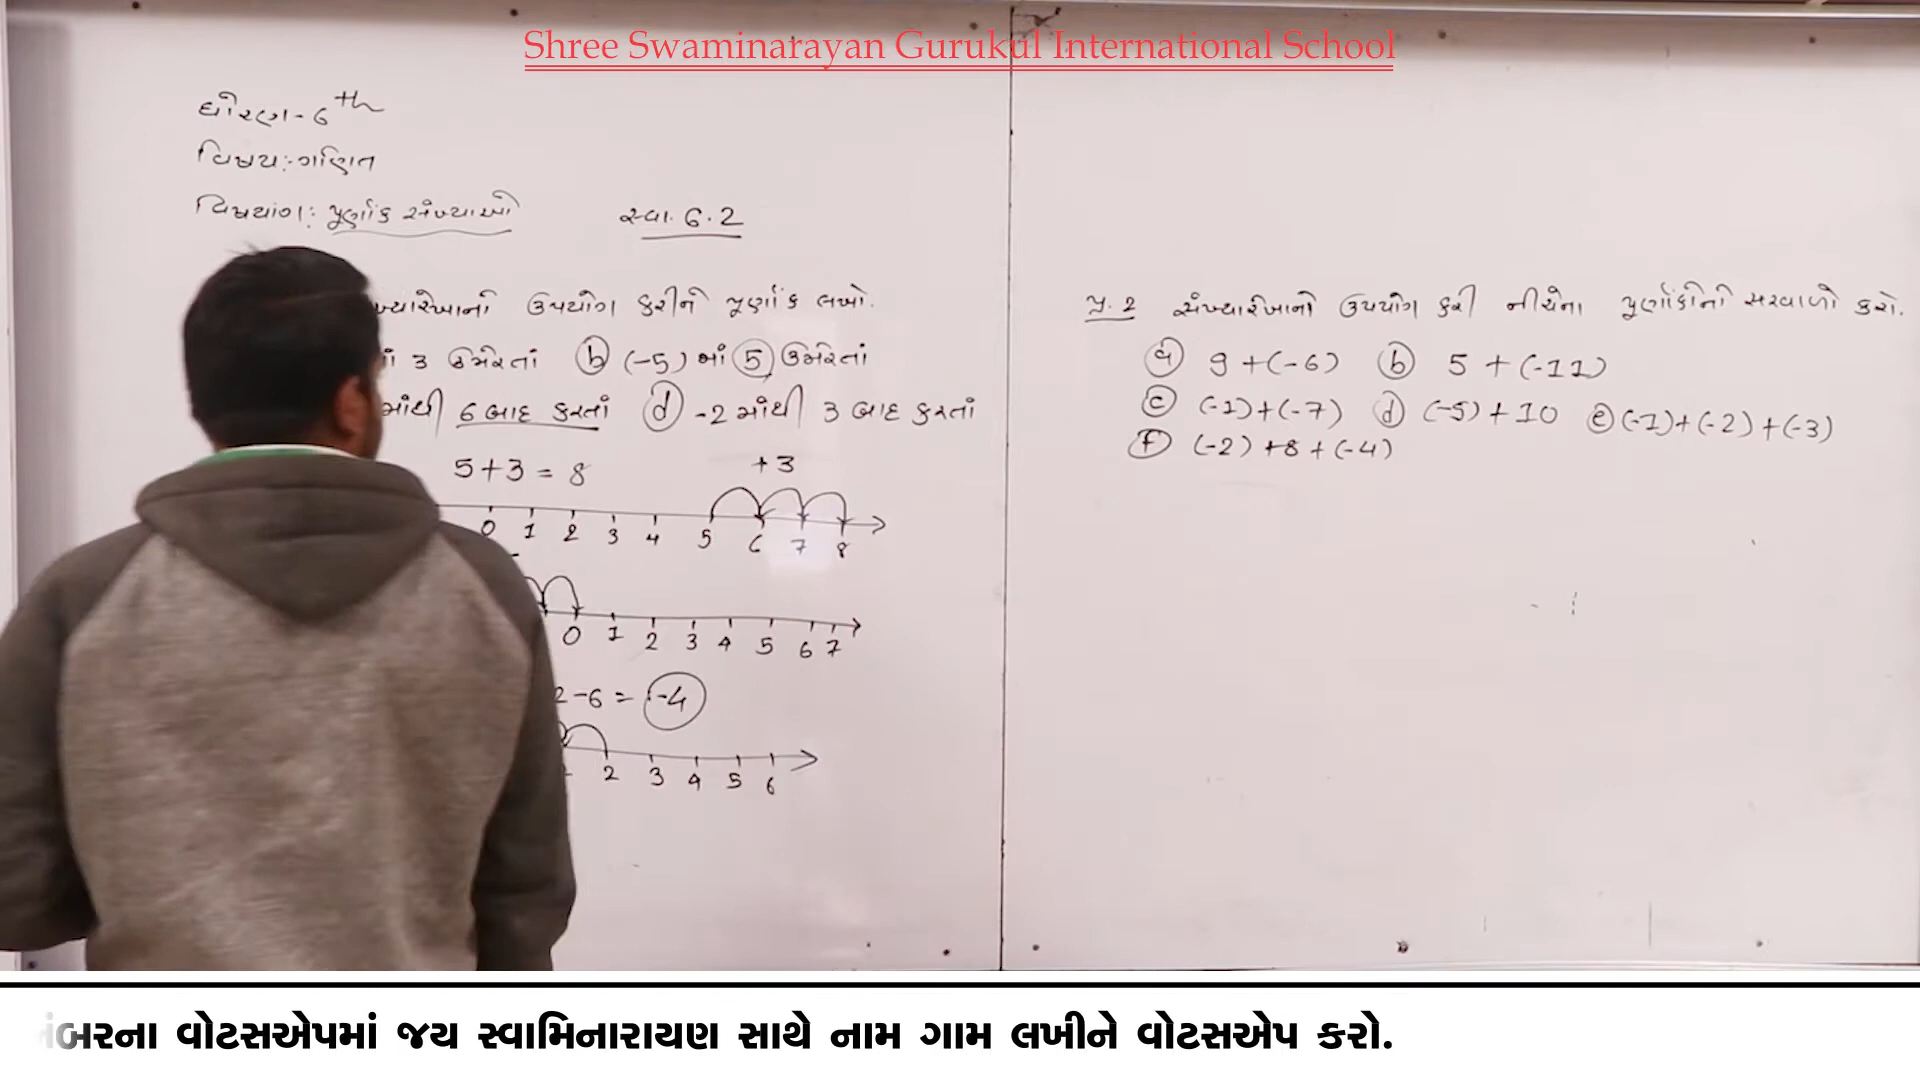 Shree Swaminarayan Gurukul International School
ધોરણ - 6th
વિષય :- ગણિત
વિષયાંગ : પૂર્ણાંક સંખ્યાઓ સ્વા. 6.2
ઉપયોગ કરીને પૂર્ણાંક લખો.
3 ઉમેરતાં (b) (-5) માં 5 ઉમેરતાં
માંથી 6 બાદ કરતાં (d) -2 માંથી 3 બાદ કરતાં
5+3 = 8 +3
0 1 2 3 4 5 6 7 8
0 1 2 3 4 5 6 7
2-6 = -4
2 3 4 5 6
પ્ર. 2 સંખ્યારેખાનો ઉપયોગ કરી નીચેના પૂર્ણાંકોનો સરવાળો કરો.
(a) 9 + (-6) (b) 5 + (-11)
(c) (-1)+(-7) (d) (-5)+10 (e) (-1)+(-2)+(-3)
(f) (-2) +8 + (-4)
વોટસએપમાં જય સ્વામિનારાયણ સાથે નામ ગામ લખીને વોટસએપ કરો.